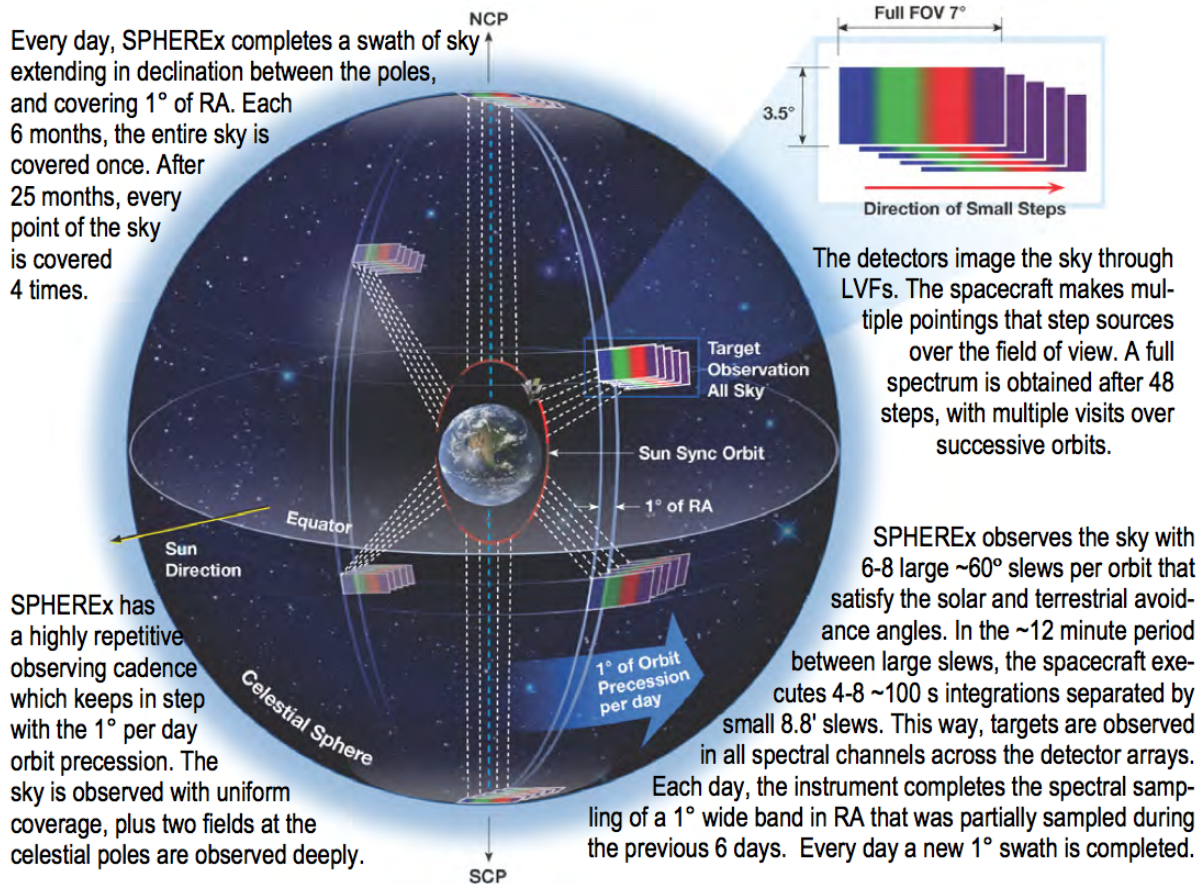 NCP
Every day, SPHEREx completes a swath of sky
extending in declination between the poles,
and covering 1° of RA. Each
6 months, the entire sky is
covered once. After
25 months, every
point of the sky
is covered
4 times.
Full FOV 7°
3.5°
Direction of Small Steps
The detectors image the sky through
LVFs. The spacecraft makes mul-
tiple pointings that step sources
over the field of view. A full
spectrum is obtained after 48
steps, with multiple visits over
successive orbits.
Target
Observation
All Sky
Sun Sync Orbit
1° of RA
Equator
Sun
Direction
SPHEREx has
a highly repetitive
observing cadence
which keeps in step
with the 1° per day
orbit precession. The
sky is observed with uniform
coverage, plus two fields at the
celestial poles are observed deeply.
Celestial Sphere
1° of Orbit
Precession
per day
SPHEREx observes the sky with
6-8 large ~60° slews per orbit that
satisfy the solar and terrestrial avoid-
ance angles. In the ~12 minute period
between large slews, the spacecraft exe-
cutes 4-8 ~100 s integrations separated by
small 8.8' slews. This way, targets are observed
in all spectral channels across the detector arrays.
Each day, the instrument completes the spectral samp-
ling of a 1° wide band in RA that was partially sampled during
the previous 6 days. Every day a new 1° swath is completed.
SCP